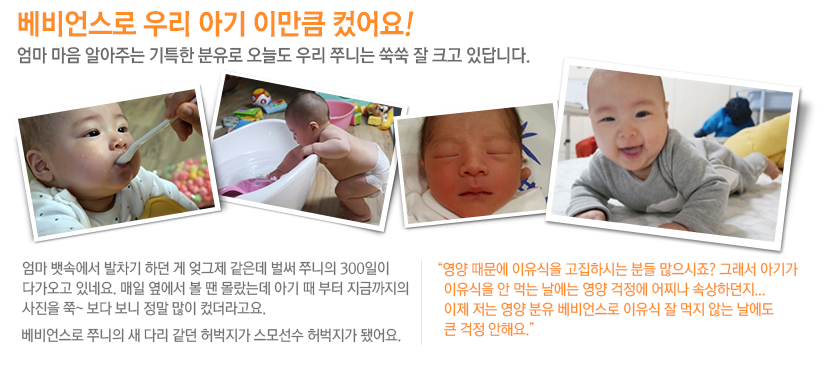 베비언스로 우리 아기 이만큼 컸어요!
엄마 마음 알아주는 기특한 분유로 오늘도 우리 쭈니는 쑥쑥 잘 크고 있답니다.
엄마 뱃속에서 발차기 하던 게 엊그제 같은데 벌써 쭈니의 300일이
다가오고 있네요. 매일 옆에서 볼 땐 몰랐는데 아기 때 부터 지금까지의
사진을 쭉~ 보다 보니 정말 많이 컸더라고요.
베비언스로 쭈니의 새 다리 같던 허벅지가 스모선수 허벅지가 됐어요.
“영양 때문에 이유식을 고집하시는 분들 많으시죠? 그래서 아기가
이유식을 안 먹는 날에는 영양 걱정에 어찌나 속상하던지...
이제 저는 영양 분유 베비언스로 이유식 잘 먹지 않는 날에도
큰 걱정 안해요.”